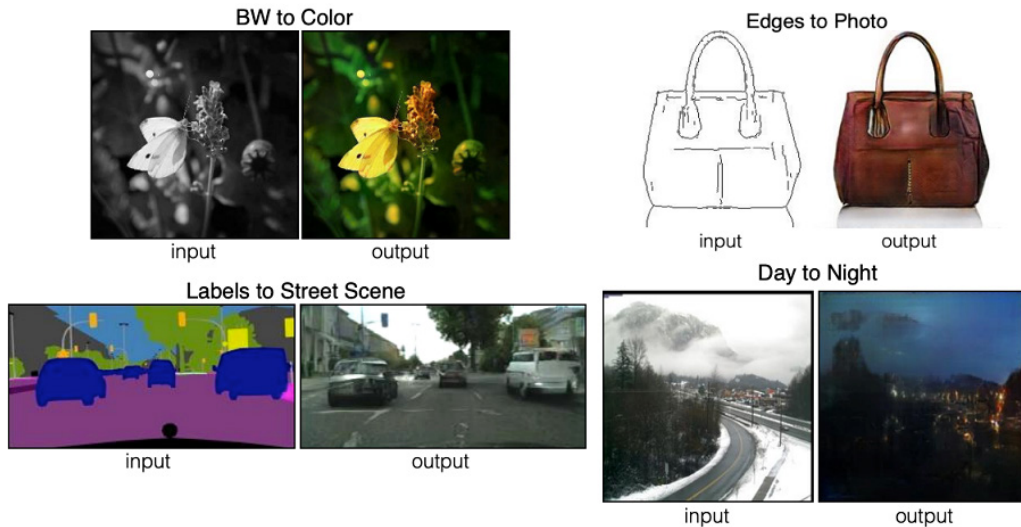 BW to Color
input
output
Edges to Photo
input
output
Labels to Street Scene
input
output
Day to Night
input
output